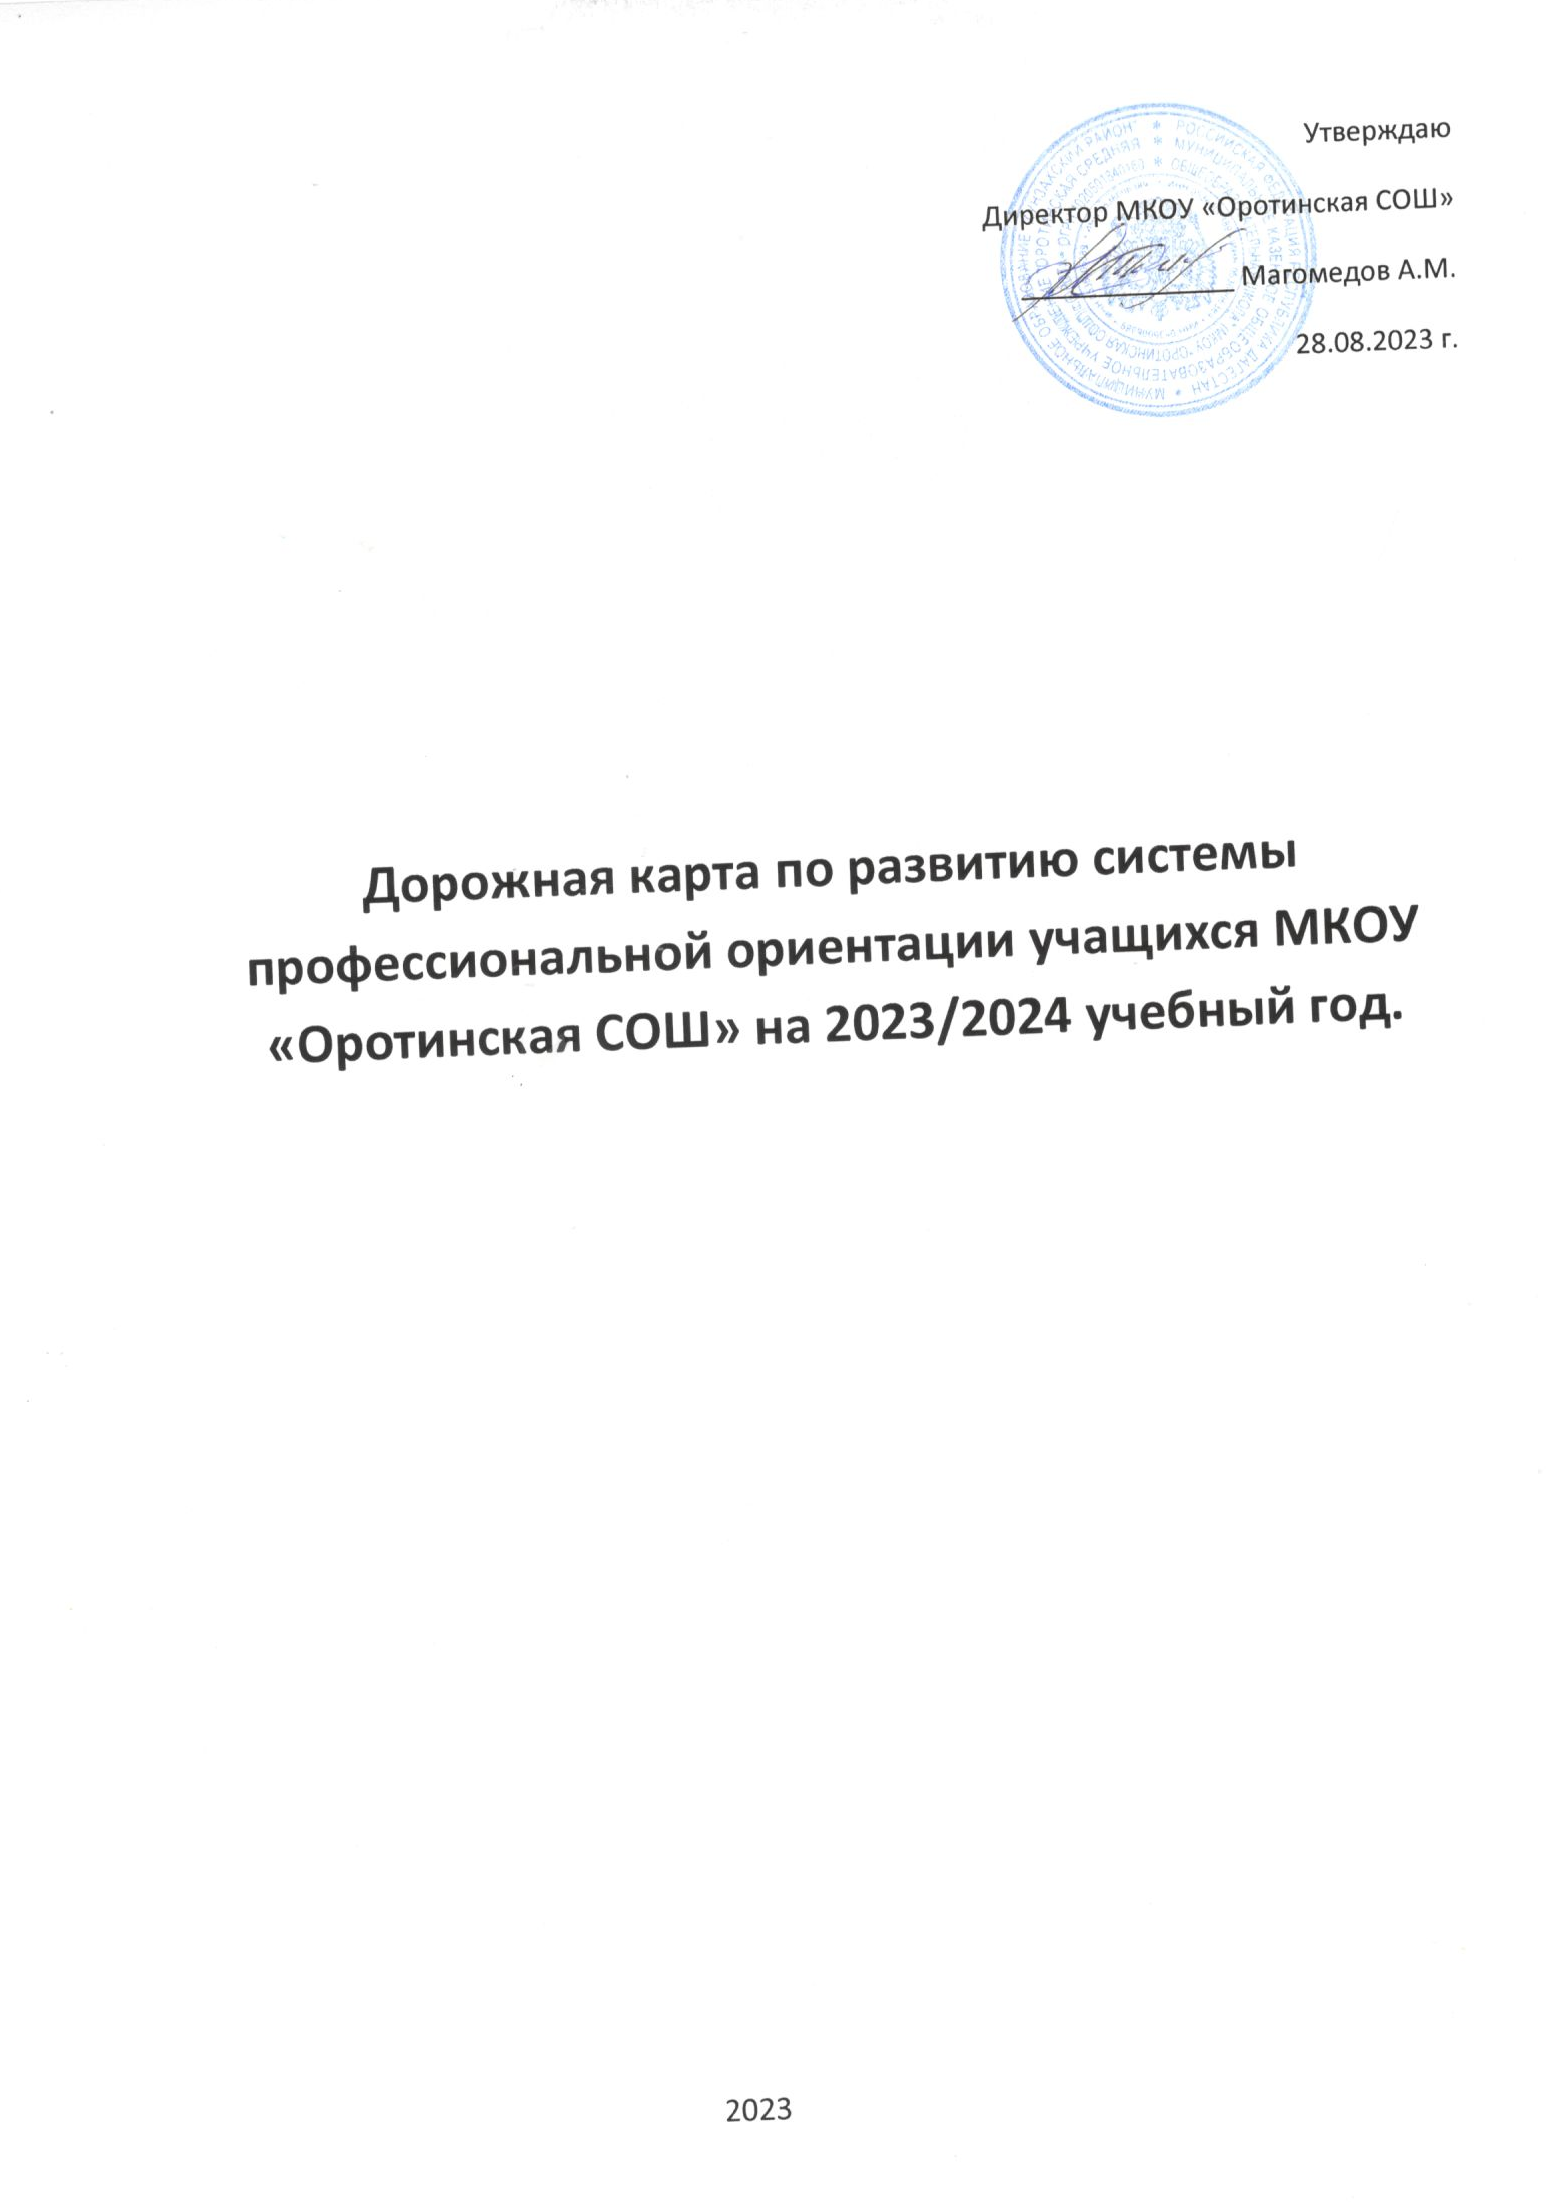 Утверждаю
Директор МКОУ «Оротинская СОШ»
Магомедов А.М.
28.08.2023 г.
Дорожная карта по развитию системы
профессиональной ориентации учащихся МКОУ
«Оротинская СОШ» на 2023/2024 учебный год.
2023